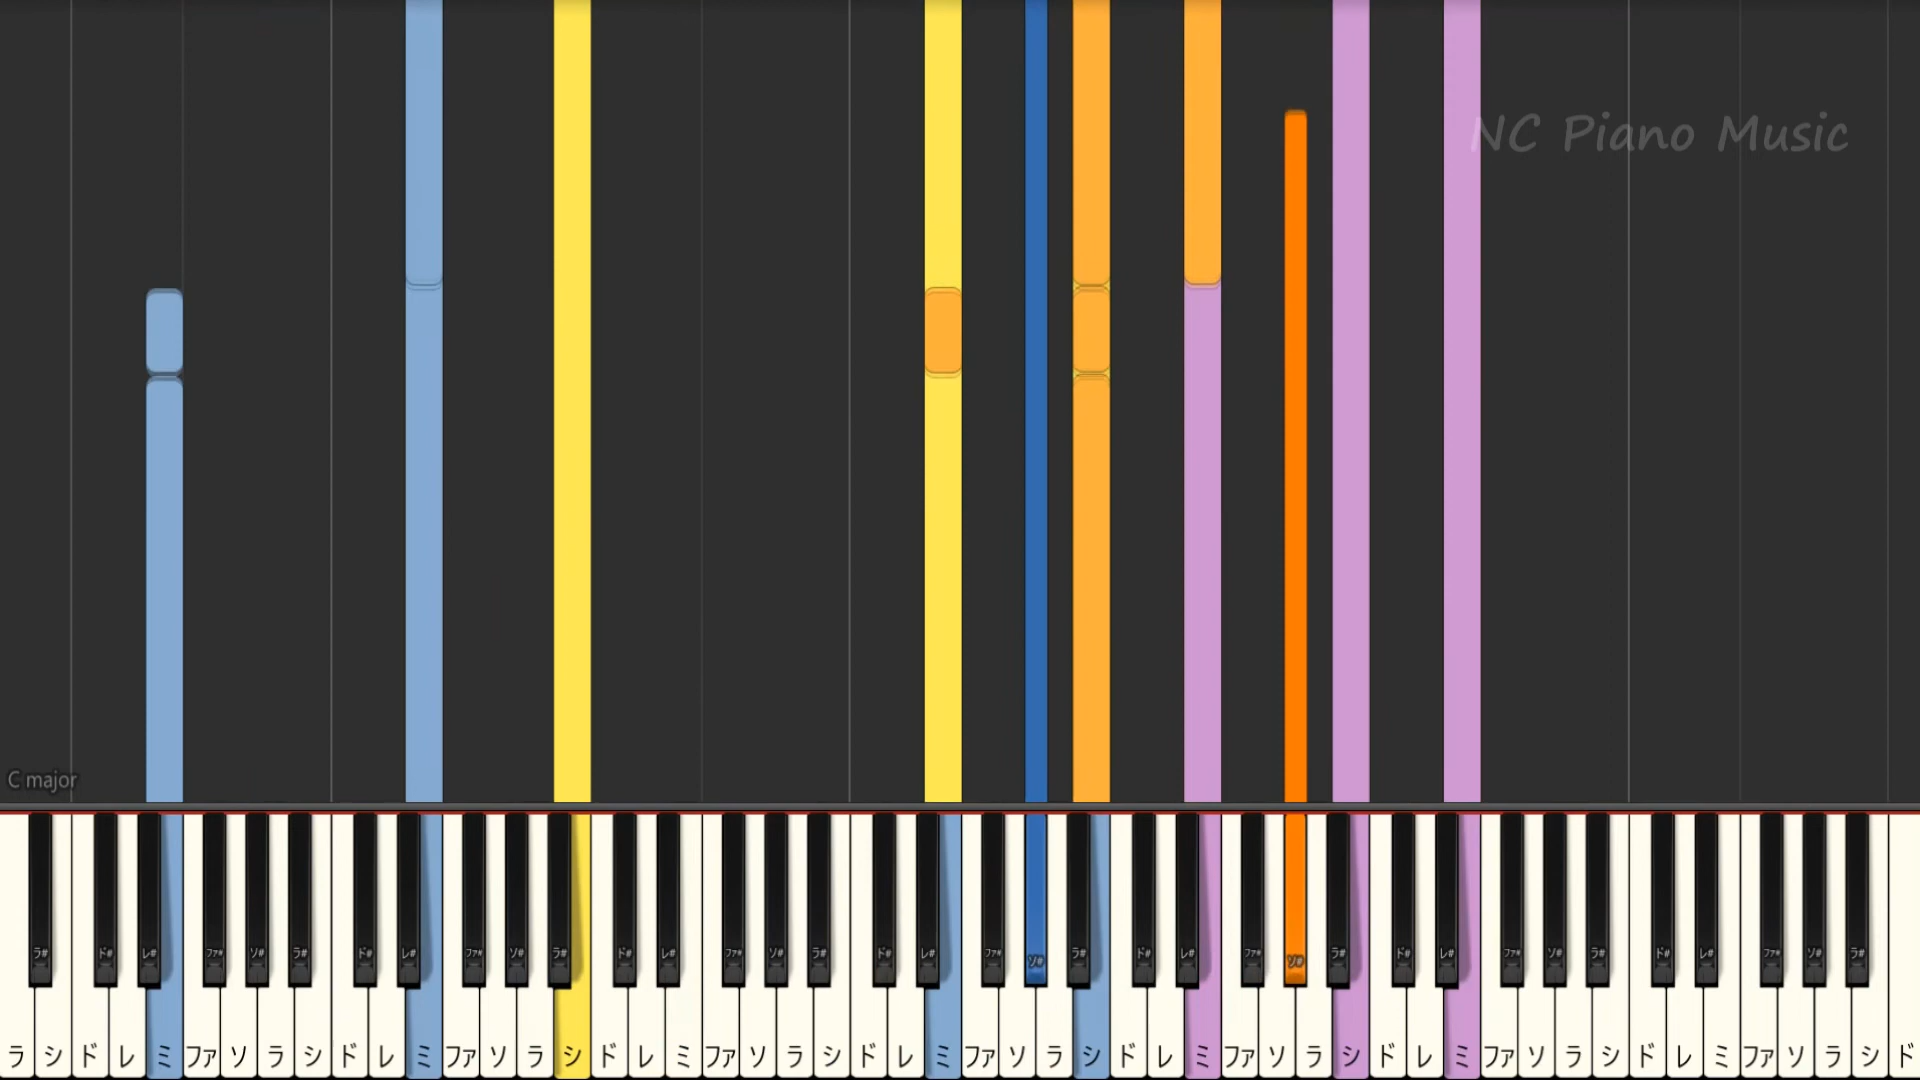 NC Piano Music
C major
ラ# ド# レ# ファ# ソ# ラ# ド# レ# ファ# ソ# ラ# ド# レ# ファ# ソ# ラ# ド# レ# ファ# ソ# ラ# ド# レ# ファ# ソ# ラ# ド# レ# ファ# ソ# ラ# ド# レ# ファ# ソ# ラ#
ラ シ ド レ ミ ファ ソ ラ シ ド レ ミ ファ ソ ラ シ ド レ ミ ファ ソ ラ シ ド レ ミ ファ ソ ラ シ ド レ ミ ファ ソ ラ シ ド レ ミ ファ ソ ラ シ ド レ ミ ファ ソ ラ シ ド